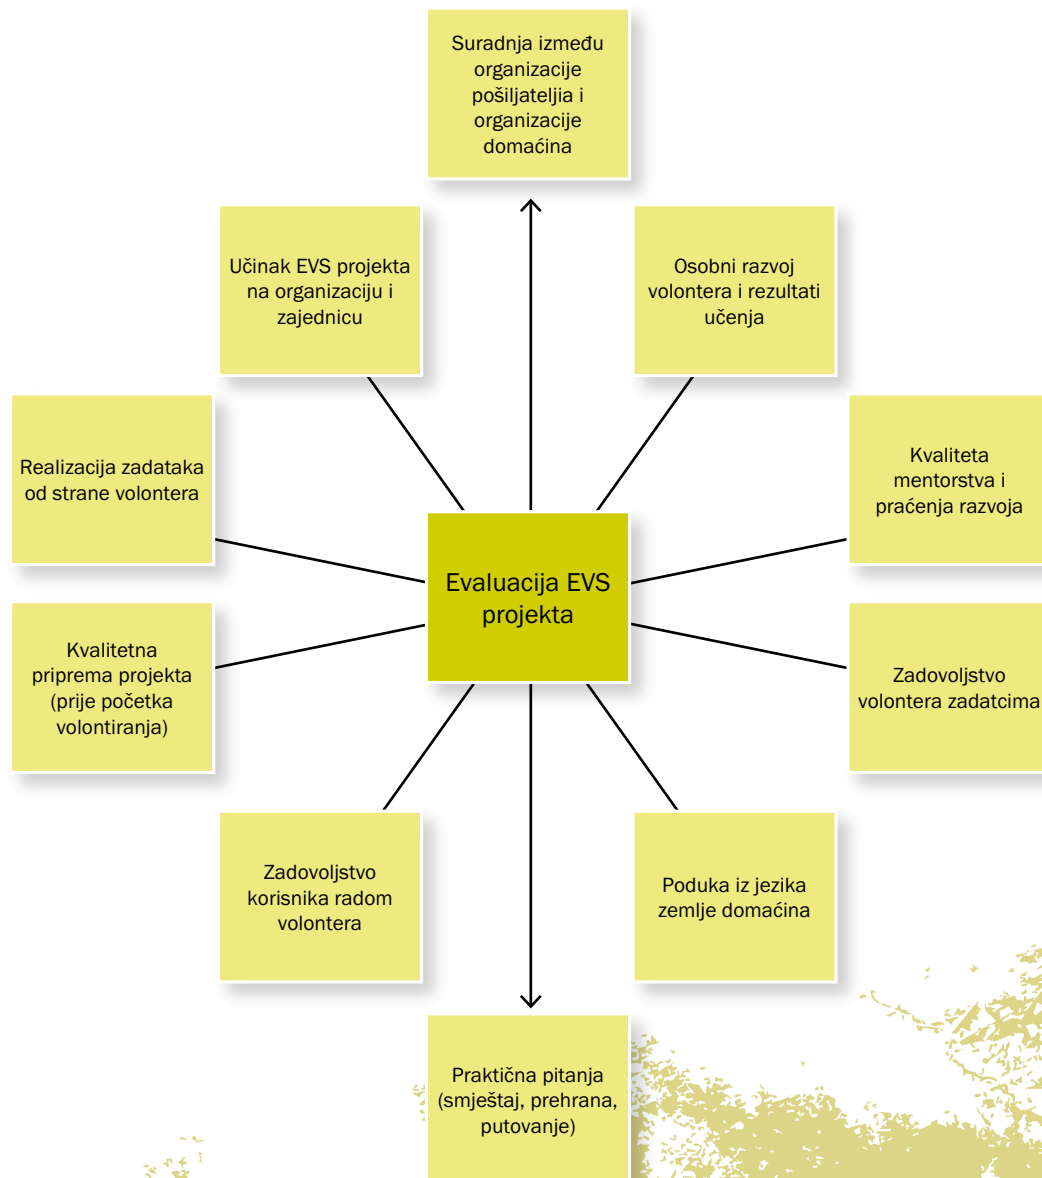 Suradnja između
organizacije
pošiljateljia i
organizacije
domaćina
Učinak EVS projekta
na organizaciju i
zajednicu
Osobni razvoj
volontera i rezultati
učenja
Realizacija zadataka
od strane volontera
Kvaliteta
mentorstva i
praćenja razvoja
Evaluacija EVS
projekta
Kvalitetna
priprema projekta
(prije početka
volontiranja)
Zadovoljstvo
volontera zadatcima
Zadovoljstvo
korisnika radom
volontera
Poduka iz jezika
zemlje domaćina
Praktična pitanja
(smještaj, prehrana,
putovanje)